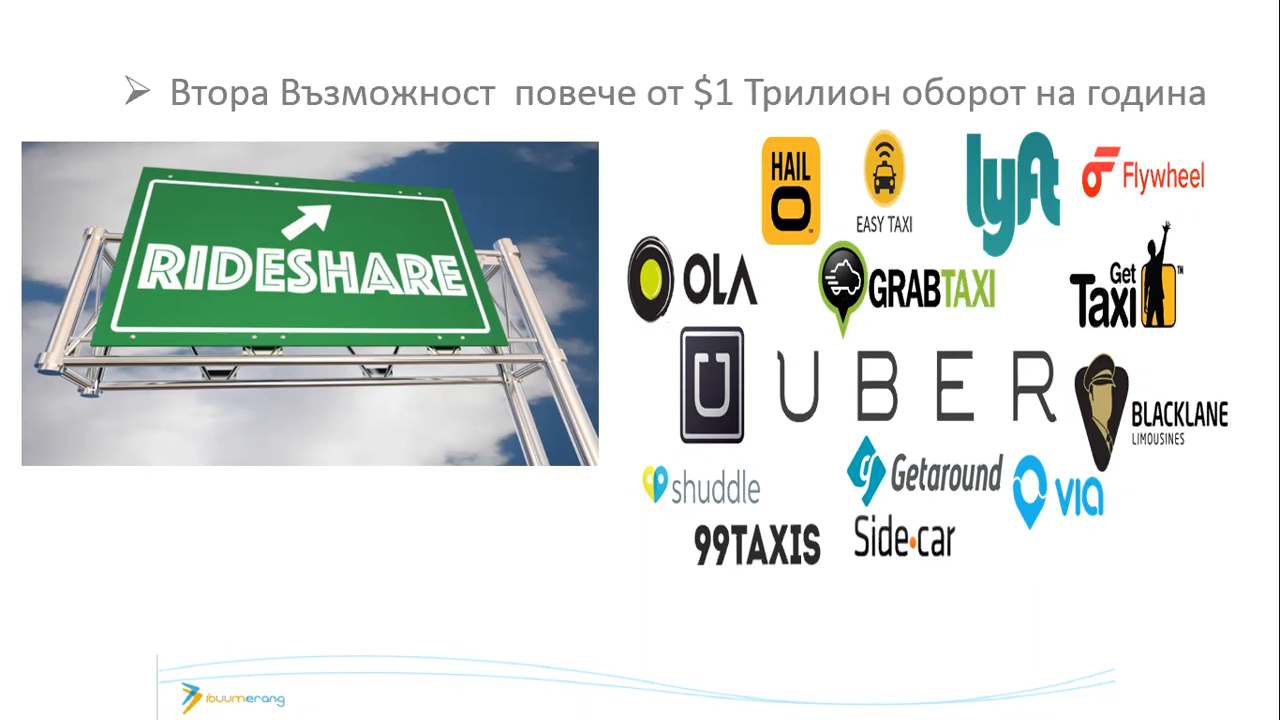 ➢ Втора Възможност повече от $1 Трилион оборот на година
RIDESHARE
HAIL
O
EASY TAXI
lyft
Flywheel
OLA
GRABTAXI
Get
Taxi
U
UBER
BLACKLANE
LIMOUSINES
shuddle
Getaround
via
99TAXIS
Side•car
ibuumerang